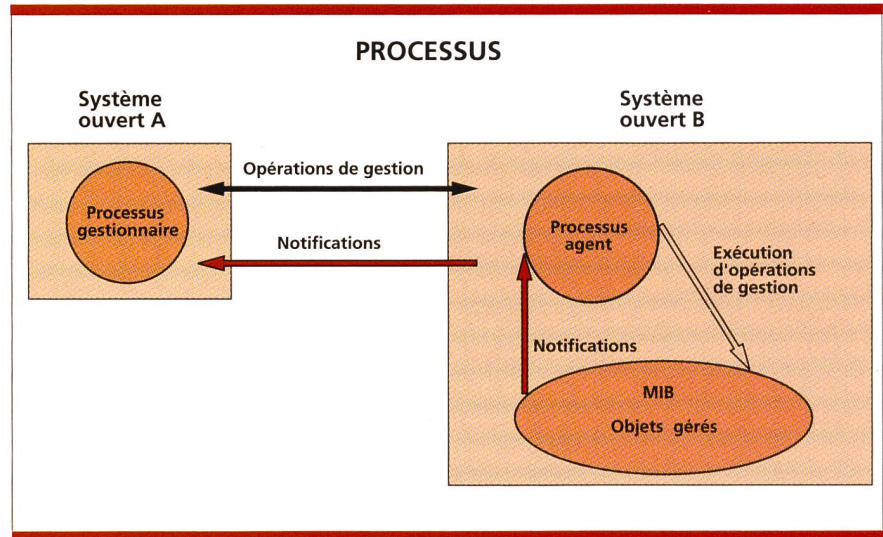 PROCESSUS
Système
ouvert A
Système
ouvert B
Opérations de gestion
Processus
gestionnaire
Notifications
Processus
agent
Exécution
d'opérations
de gestion
Notifications
MIB
Objets gérés